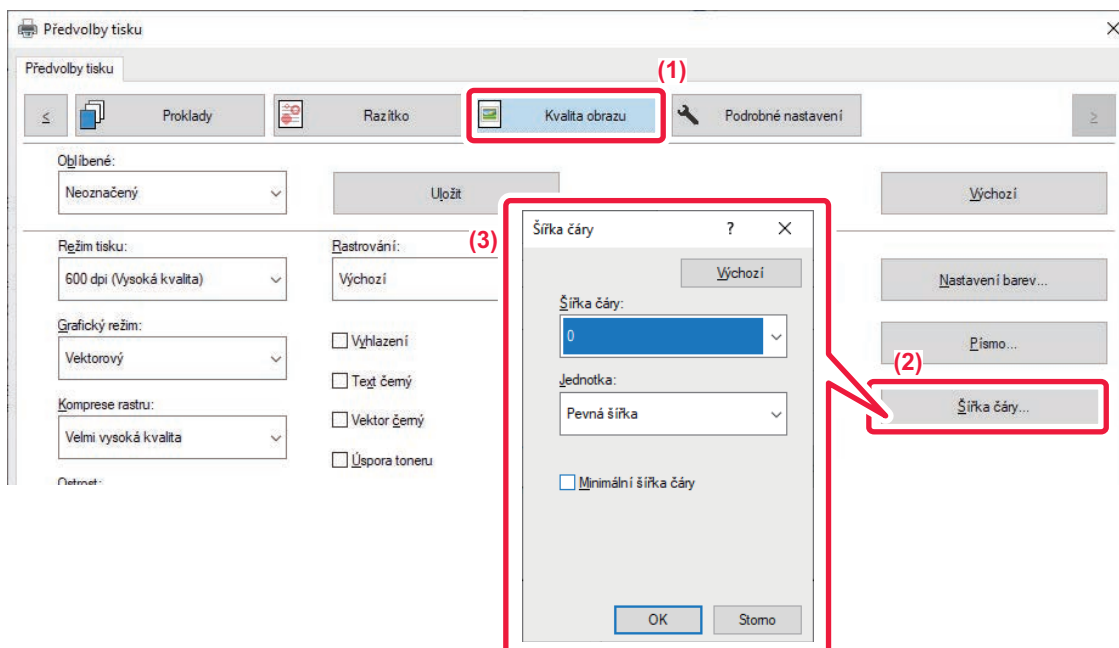 Předvolby tisku
Předvolby tisku
(1)
≤ Proklady Razítko Kvalita obrazu Podrobné nastavení ≥
Oblíbené:
Neoznačený Uložit Výchozí
(3)
Režim tisku: Rastrování:
600 dpi (Vysoká kvalita) Výchozí Nastavení barev...
Grafický režim:
Vektorový Vyhlazení Písmo...
Text černý
(2)
Komprese rastru: Vektor černý Šířka čáry...
Velmi vysoká kvalita
Úspora toneru
Ostrost:
Šířka čáry ?
Výchozí
Šířka čáry:
0
Jednotka:
Pevná šířka
Minimální šířka čáry
OK Storno